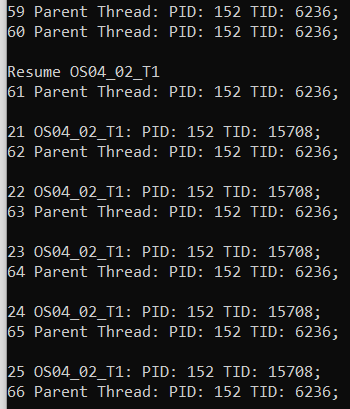 59 Parent Thread: PID: 152 TID: 6236;
60 Parent Thread: PID: 152 TID: 6236;
Resume OS04_02_T1
61 Parent Thread: PID: 152 TID: 6236;
21 OS04_02_T1: PID: 152 TID: 15708;
62 Parent Thread: PID: 152 TID: 6236;
22 OS04_02_T1: PID: 152 TID: 15708;
63 Parent Thread: PID: 152 TID: 6236;
23 OS04_02_T1: PID: 152 TID: 15708;
64 Parent Thread: PID: 152 TID: 6236;
24 OS04_02_T1: PID: 152 TID: 15708;
65 Parent Thread: PID: 152 TID: 6236;
25 OS04_02_T1: PID: 152 TID: 15708;
66 Parent Thread: PID: 152 TID: 6236;